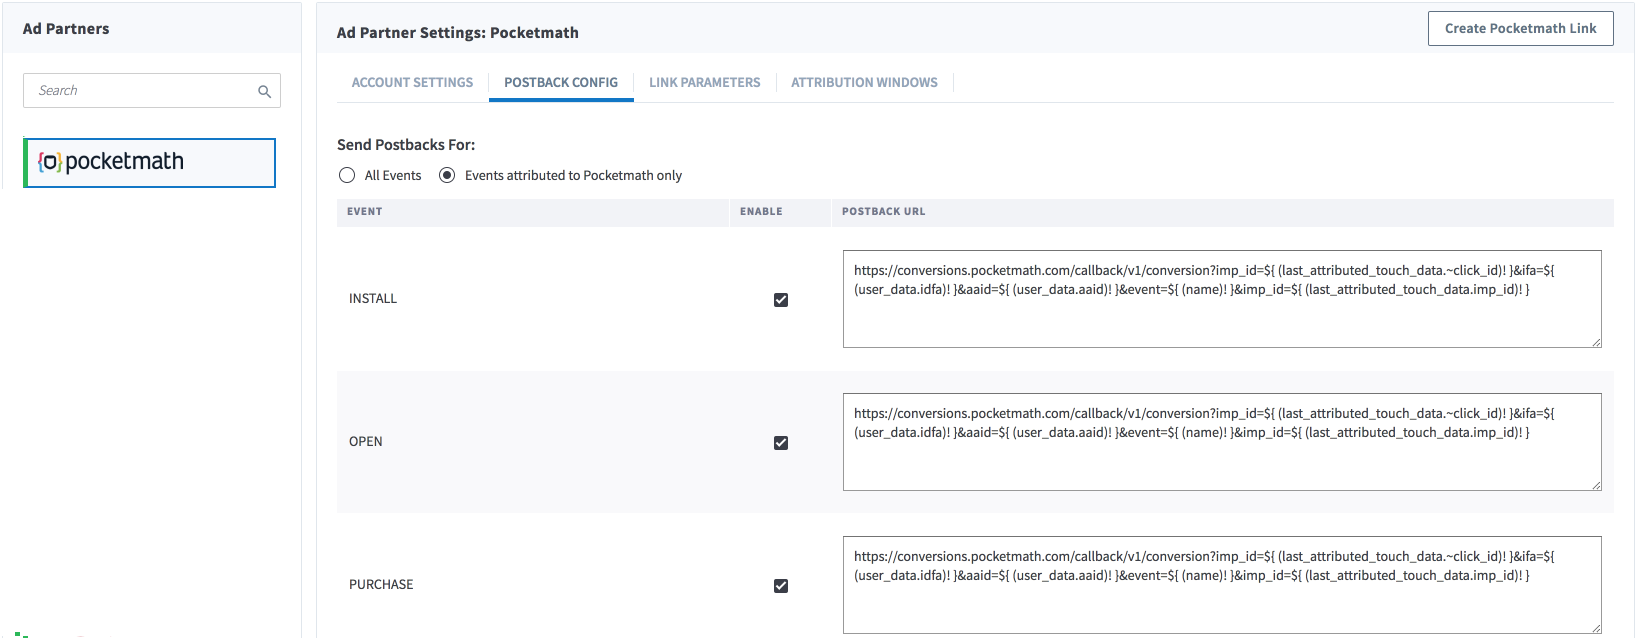 Ad Partners
Search
{o}pocketmath
Ad Partner Settings: Pocketmath
Create Pocketmath Link
ACCOUNT SETTINGS
POSTBACK CONFIG
LINK PARAMETERS
ATTRIBUTION WINDOWS
Send Postbacks For:
All Events
Events attributed to Pocketmath only
EVENT ENABLE POSTBACK URL
INSTALL
https://conversions.pocketmath.com/callback/v1/conversion?imp_id=${ (last_attributed_touch_data.~click_id)! }&ifa=${
(user_data.idfa)! }&aaid=${ (user_data.aaid)! }&event=${ (name)! }&imp_id=${ (last_attributed_touch_data.imp_id)! }
OPEN
https://conversions.pocketmath.com/callback/v1/conversion?imp_id=${ (last_attributed_touch_data.~click_id)! }&ifa=${
(user_data.idfa)! }&aaid=${ (user_data.aaid)! }&event=${ (name)! }&imp_id=${ (last_attributed_touch_data.imp_id)! }
PURCHASE
https://conversions.pocketmath.com/callback/v1/conversion?imp_id=${ (last_attributed_touch_data.~click_id)! }&ifa=${
(user_data.idfa)! }&aaid=${ (user_data.aaid)! }&event=${ (name)! }&imp_id=${ (last_attributed_touch_data.imp_id)! }